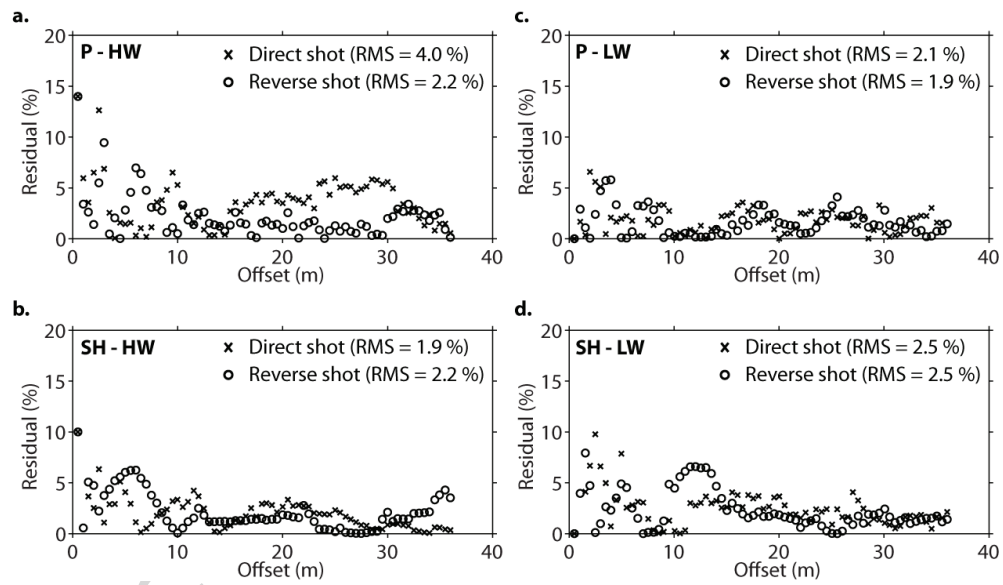 a.
20
15
10
5
0
Residual (%)
P - HW
Direct shot (RMS = 4.0 %)
Reverse shot (RMS = 2.2 %)
0 10 20 30 40
Offset (m)
b.
20
15
10
5
0
Residual (%)
SH - HW
Direct shot (RMS = 1.9 %)
Reverse shot (RMS = 2.2 %)
0 10 20 30 40
Offset (m)
c.
20
15
10
5
0
Residual (%)
P - LW
Direct shot (RMS = 2.1 %)
Reverse shot (RMS = 1.9 %)
0 10 20 30 40
Offset (m)
d.
20
15
10
5
0
Residual (%)
SH - LW
Direct shot (RMS = 2.5 %)
Reverse shot (RMS = 2.5 %)
0 10 20 30 40
Offset (m)